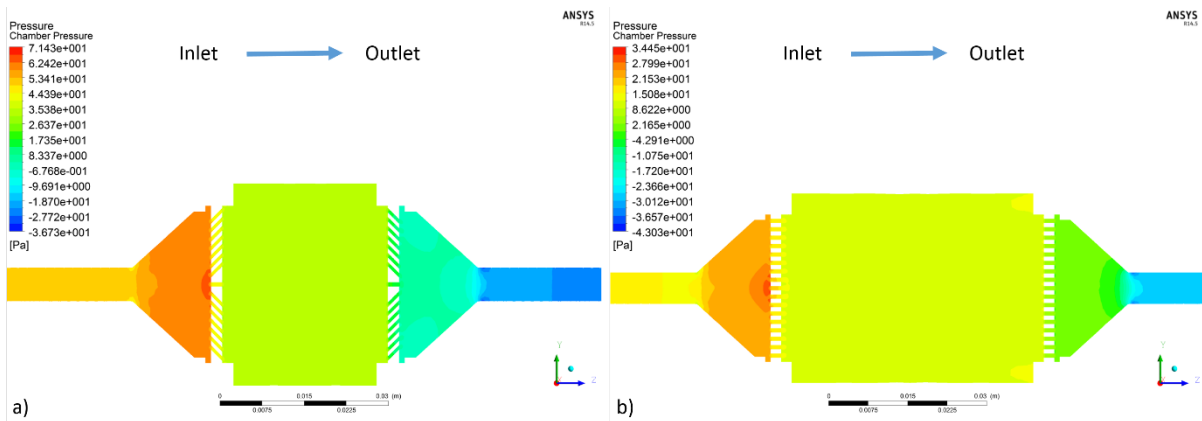 Pressure
Chamber Pressure
7.143e+001
6.242e+001
5.341e+001
4.439e+001
3.538e+001
2.637e+001
1.735e+001
8.337e+000
-6.768e-001
-9.691e+000
-1.870e+001
-2.772e+001
-3.673e+001
[Pa]
Inlet Outlet
ANSYS
R14.5
Y
Z
0 0.015 0.03 (m)
0.0075 0.0225
a)
Pressure
Chamber Pressure
3.445e+001
2.799e+001
2.153e+001
1.508e+001
8.622e+000
2.165e+000
-4.291e+000
-1.075e+001
-1.720e+001
-2.366e+001
-3.012e+001
-3.657e+001
-4.303e+001
[Pa]
Inlet Outlet
ANSYS
R14.5
Y
Z
0 0.015 0.03 (m)
0.0075 0.0225
b)